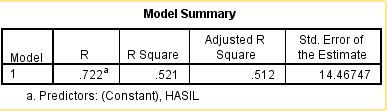 Model Summary
Model R R Square Adjusted R Square Std. Error of the Estimate
1 .722a .521 .512 14.46747
a. Predictors: (Constant), HASIL